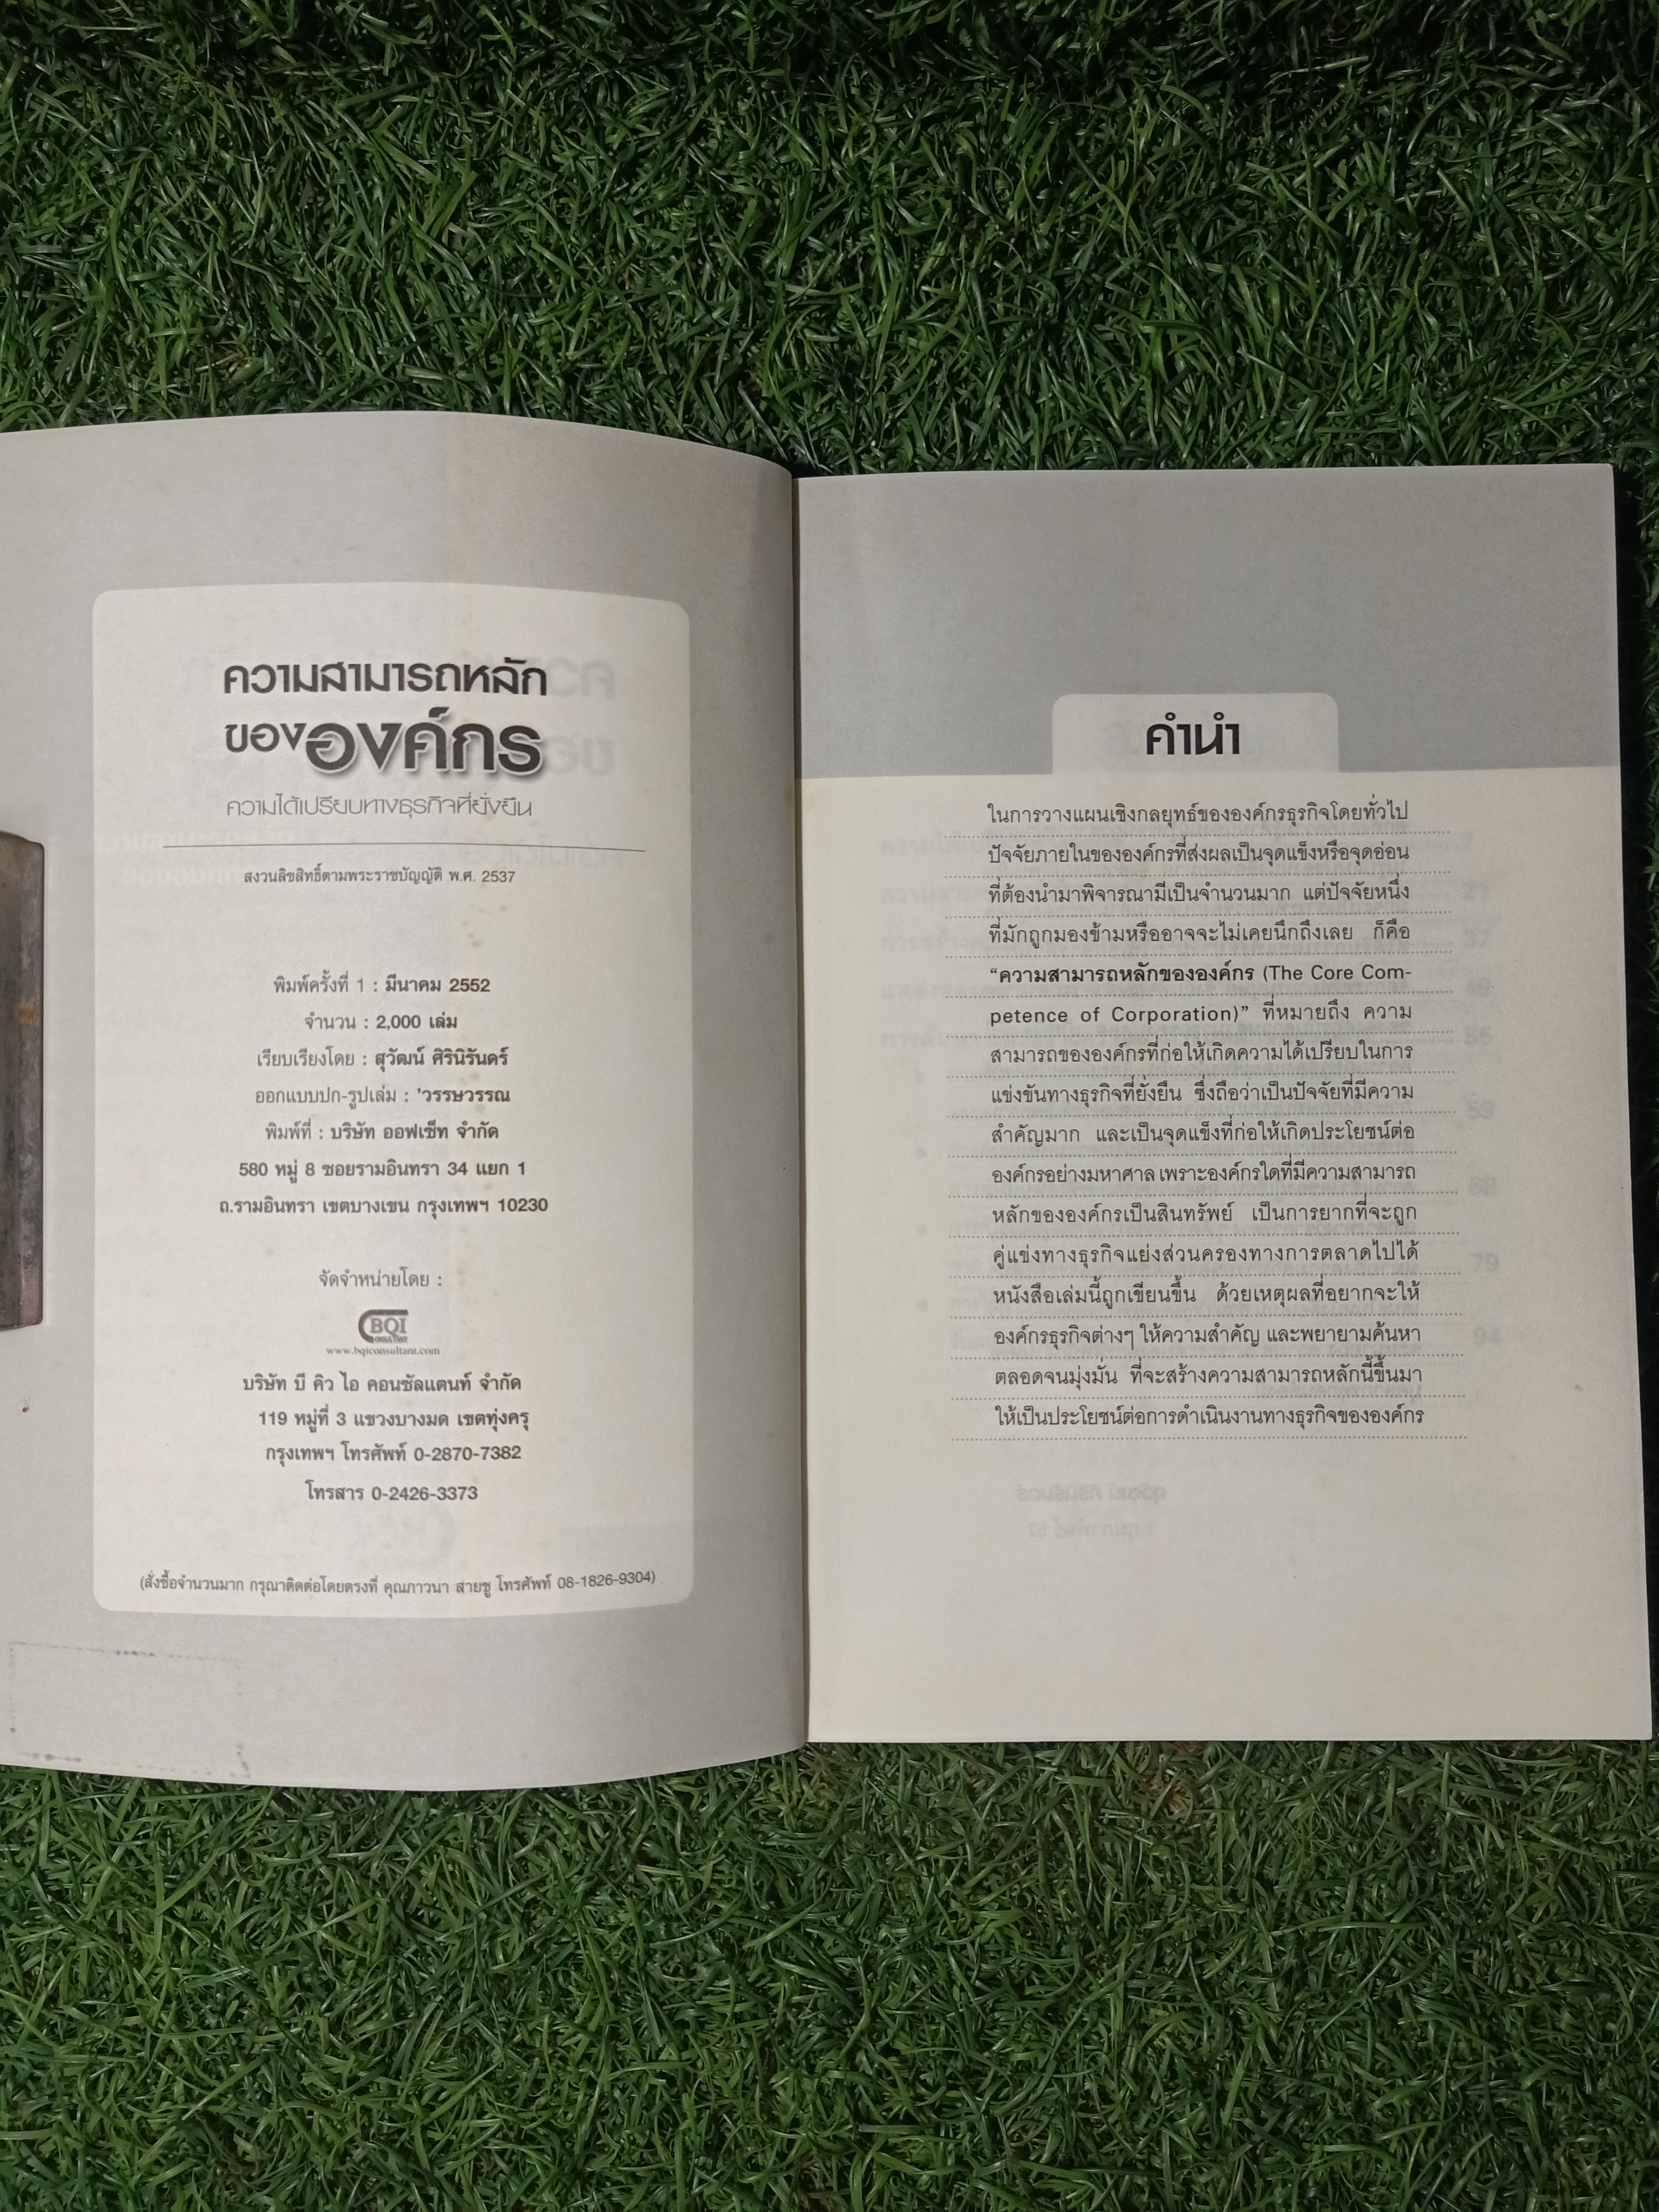 ความสามารถหลัก
ขององค์กร
ความได้เปรียบทางธุรกิจที่ยั่งยืน
สงวนลิขสิทธิ์ตามพระราชบัญญัติ พ.ศ. 2537
พิมพ์ครั้งที่ 1 : มีนาคม 2552
จำนวน : 2,000 เล่ม
เรียบเรียงโดย : สุวัฒน์ ศิรินิรันดร์
ออกแบบปก-รูปเล่ม : 'วรรษวรรณ
พิมพ์ที่ : บริษัท ออฟเซ็ท จำกัด
580 หมู่ 8 ซอยรามอินทรา 34 แยก 1
ถ.รามอินทรา เขตบางเขน กรุงเทพฯ 10230
จัดจำหน่ายโดย :
BQI
CONSULTANT
www.bqiconsultant.com
บริษัท บี คิว ไอ คอนซัลแตนท์ จำกัด
119 หมู่ที่ 3 แขวงบางมด เขตทุ่งครุ
กรุงเทพฯ โทรศัพท์ 0-2870-7382
โทรสาร 0-2426-3373
(สั่งซื้อจำนวนมาก กรุณาติดต่อโดยตรงที่ คุณภาวนา สายชู โทรศัพท์ 08-1826-9304)
คำนำ
ในการวางแผนเชิงกลยุทธ์ขององค์กรธุรกิจโดยทั่วไป
ปัจจัยภายในขององค์กรที่ส่งผลเป็นจุดแข็งหรือจุดอ่อน
ที่ต้องนำมาพิจารณามีเป็นจำนวนมาก แต่ปัจจัยหนึ่ง
ที่มักถูกมองข้ามหรืออาจจะไม่เคยนึกถึงเลย ก็คือ
“ความสามารถหลักขององค์กร (The Core Com-
petence of Corporation)” ที่หมายถึง ความ
สามารถขององค์กรที่ก่อให้เกิดความได้เปรียบในการ
แข่งขันทางธุรกิจที่ยั่งยืน ซึ่งถือว่าเป็นปัจจัยที่มีความ
สำคัญมาก และเป็นจุดแข็งที่ก่อให้เกิดประโยชน์ต่อ
องค์กรอย่างมหาศาล เพราะองค์กรใดที่มีความสามารถ
หลักขององค์กรเป็นสินทรัพย์ เป็นการยากที่จะถูก
คู่แข่งทางธุรกิจแย่งส่วนครองทางการตลาดไปได้
หนังสือเล่มนี้ถูกเขียนขึ้น ด้วยเหตุผลที่อยากจะให้
องค์กรธุรกิจต่างๆ ให้ความสำคัญ และพยายามค้นหา
ตลอดจนมุ่งมั่น ที่จะสร้างความสามารถหลักนี้ขึ้นมา
ให้เป็นประโยชน์ต่อการดำเนินงานทางธุรกิจขององค์กร